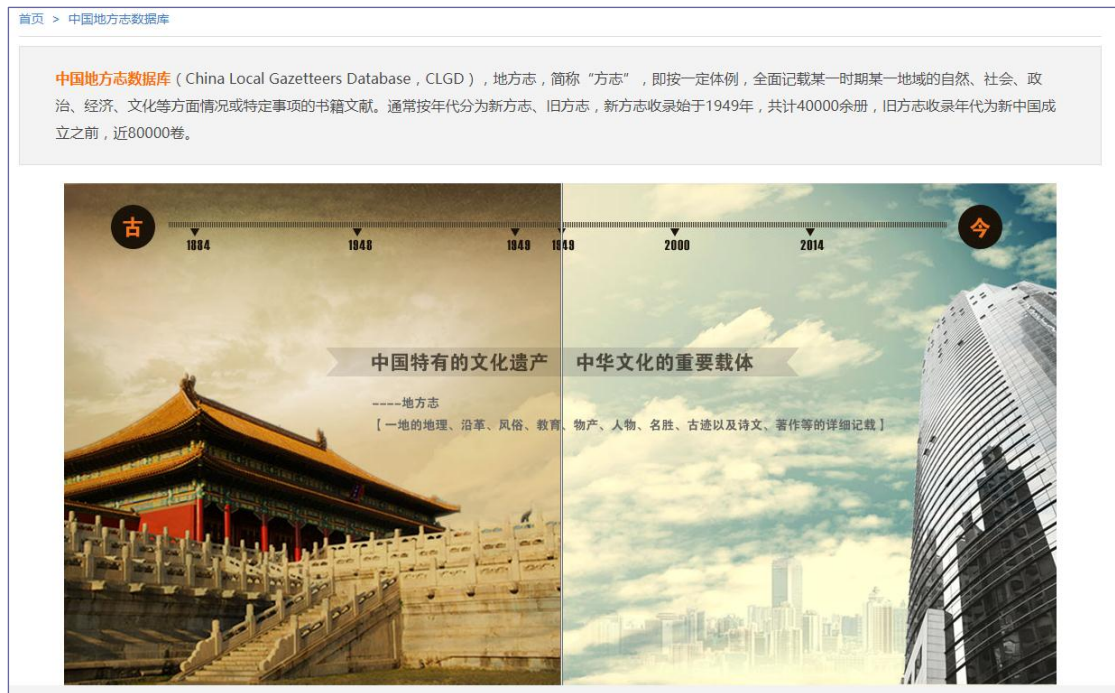 首页 > 中国地方志数据库
中国地方志数据库（China Local Gazetteers Database，CLGD），地方志，简称“方志”，即按一定体例，全面记载某一时期某一地域的自然、社会、政
治、经济、文化等方面情况或特定事项的书籍文献。通常按年代分为新方志、旧方志，新方志收录始于1949年，共计40000余册，旧方志收录年代为新中国成
立之前，近80000卷。
古 今
1884 1948 1949 1949 2000 2014
中国特有的文化遗产 中华文化的重要载体
----地方志
【一地的地理、沿革、风俗、教育、物产、人物、名胜、古迹以及诗文、著作等的详细记载】